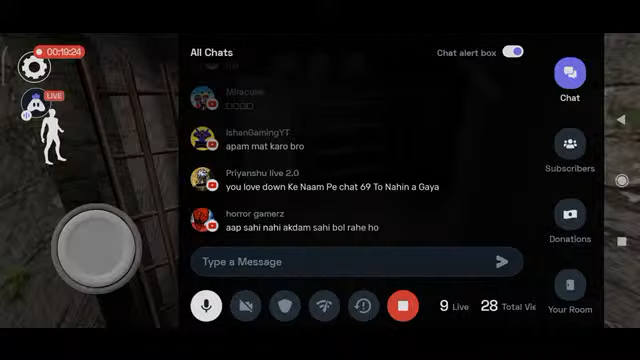 00:19:24
All Chats
Chat alert box
LIVE
Chat
Miracuse
IshanGamingYT
apam mat karo bro
Priyanshu live 2.0
you love down Ke Naam Pe chat 69 To Nahin a Gaya
Subscribers
horror gamerz
aap sahi nahi akdam sahi bol rahe ho
Donations
Type a Message
9 Live
28 Total Vie
Your Room